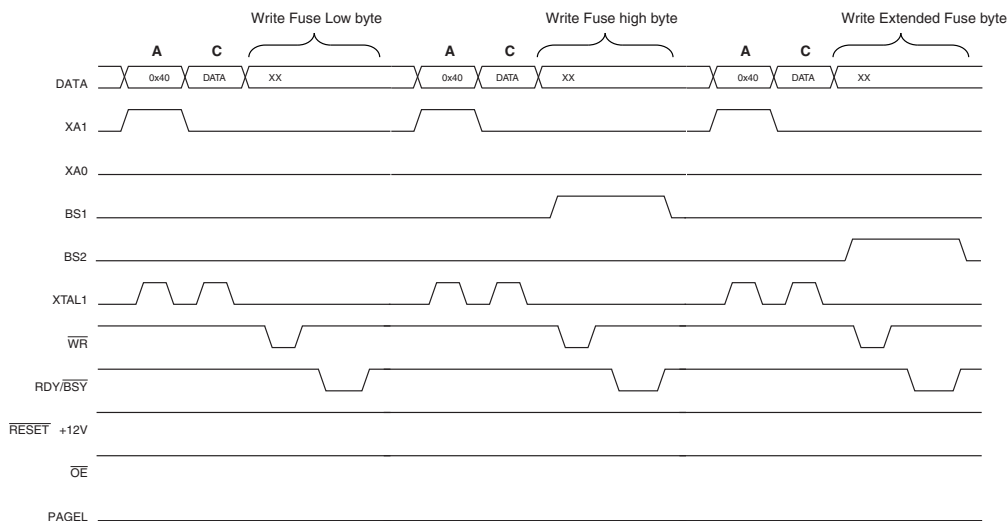 Write Fuse Low byte Write Fuse high byte Write Extended Fuse byte
A C A C A C
DATA 0x40 DATA XX 0x40 DATA XX 0x40 DATA XX
XA1
XA0
BS1
BS2
XTAL1
WR
RDY/BSY
RESET +12V
OE
PAGEL